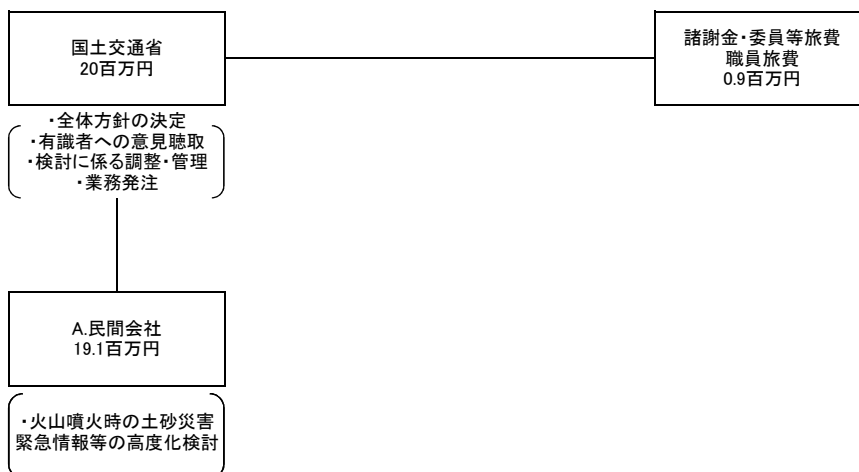 国土交通省
20百万円
諸謝金・委員等旅費
職員旅費
0.9百万円
・全体方針の決定
・有識者への意見聴取
・検討に係る調整・管理
・業務発注
A.民間会社
19.1百万円
・火山噴火時の土砂災害
緊急情報等の高度化検討